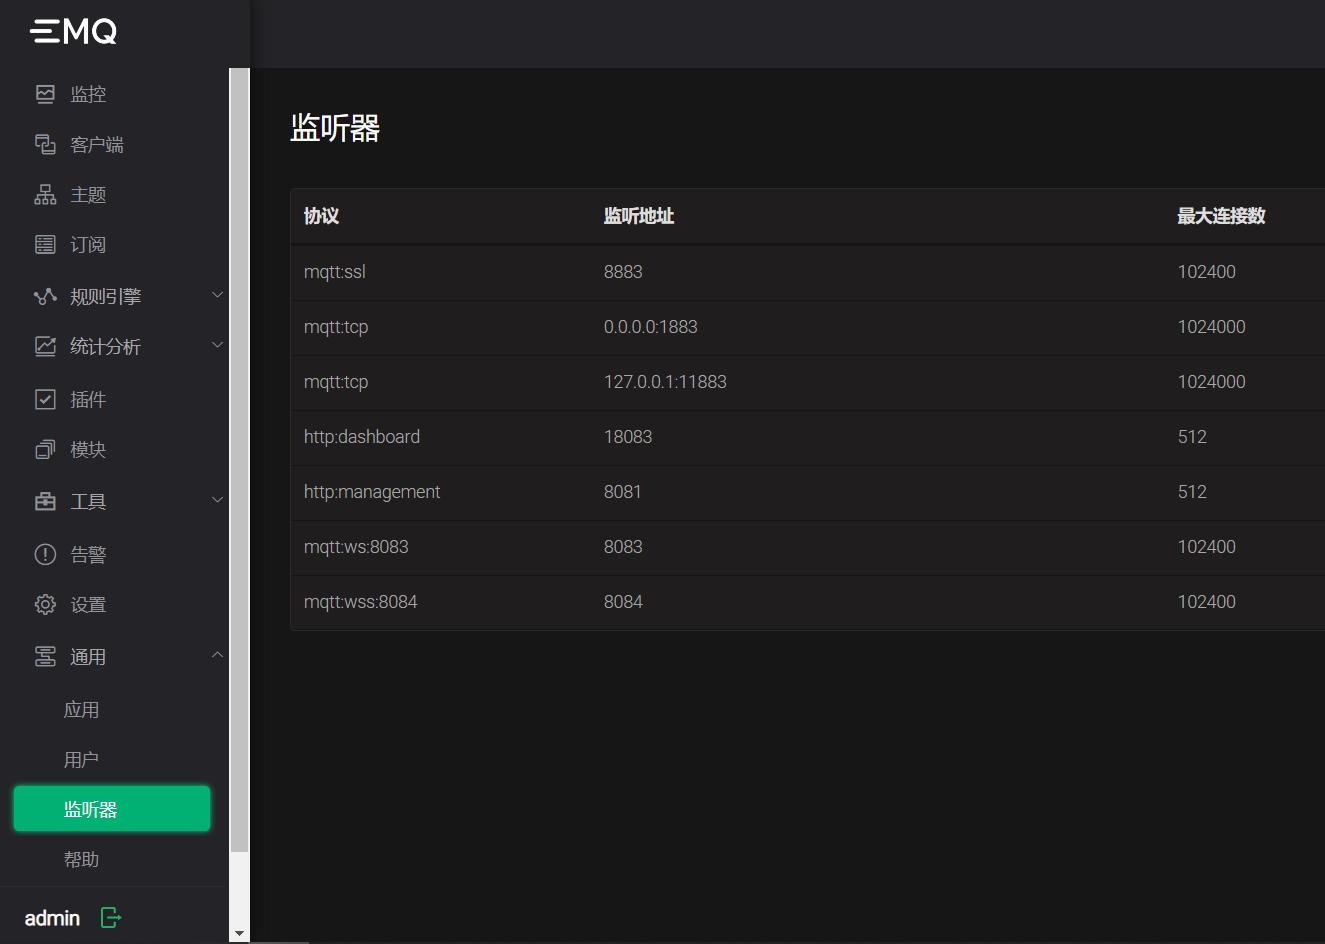 EMQ
监控
客户端
主题
订阅
规则引擎
统计分析
插件
模块
工具
告警
设置
通用
应用
用户
监听器
帮助
admin
监听器
协议 监听地址 最大连接数
mqtt:ssl 8883 102400
mqtt:tcp 0.0.0.0:1883 1024000
mqtt:tcp 127.0.0.1:11883 1024000
http:dashboard 18083 512
http:management 8081 512
mqtt:ws:8083 8083 102400
mqtt:wss:8084 8084 102400